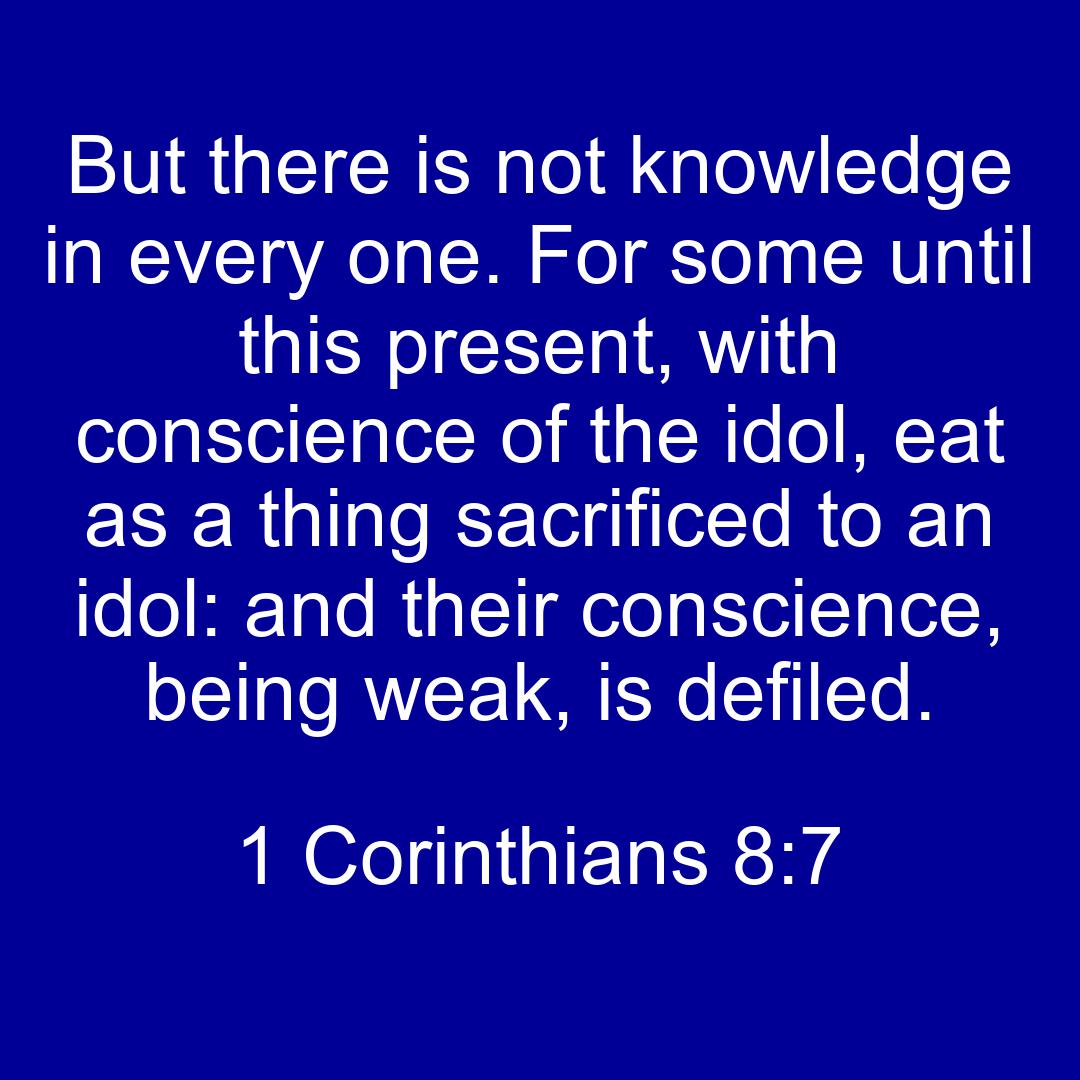 But there is not knowledge
in every one. For some until
this present, with
conscience of the idol, eat
as a thing sacrificed to an
idol: and their conscience,
being weak, is defiled.
1 Corinthians 8:7